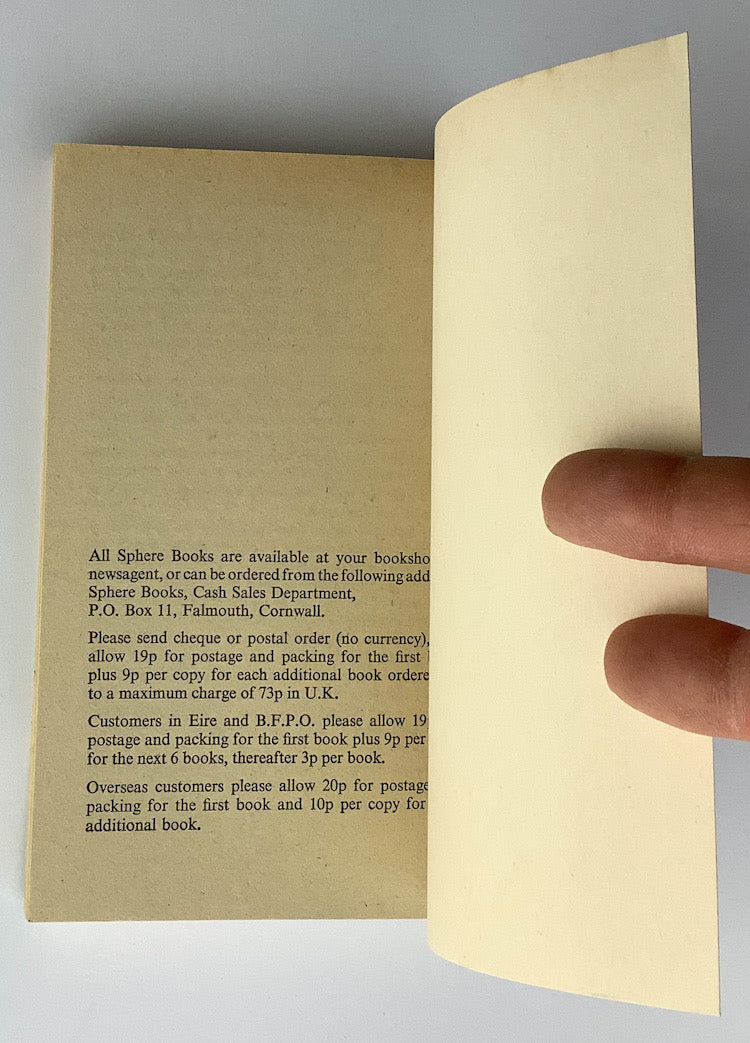 All Sphere Books are available at your booksho
newsagent, or can be ordered from the following add
Sphere Books, Cash Sales Department,
P.O. Box 11, Falmouth, Cornwall.
Please send cheque or postal order (no currency),
allow 19p for postage and packing for the first
plus 9p per copy for each additional book ordere
to a maximum charge of 73p in U.K.
Customers in Eire and B.F.P.O. please allow 19
postage and packing for the first book plus 9p per
for the next 6 books, thereafter 3p per book.
Overseas customers please allow 20p for postage
packing for the first book and 10p per copy for
additional book.